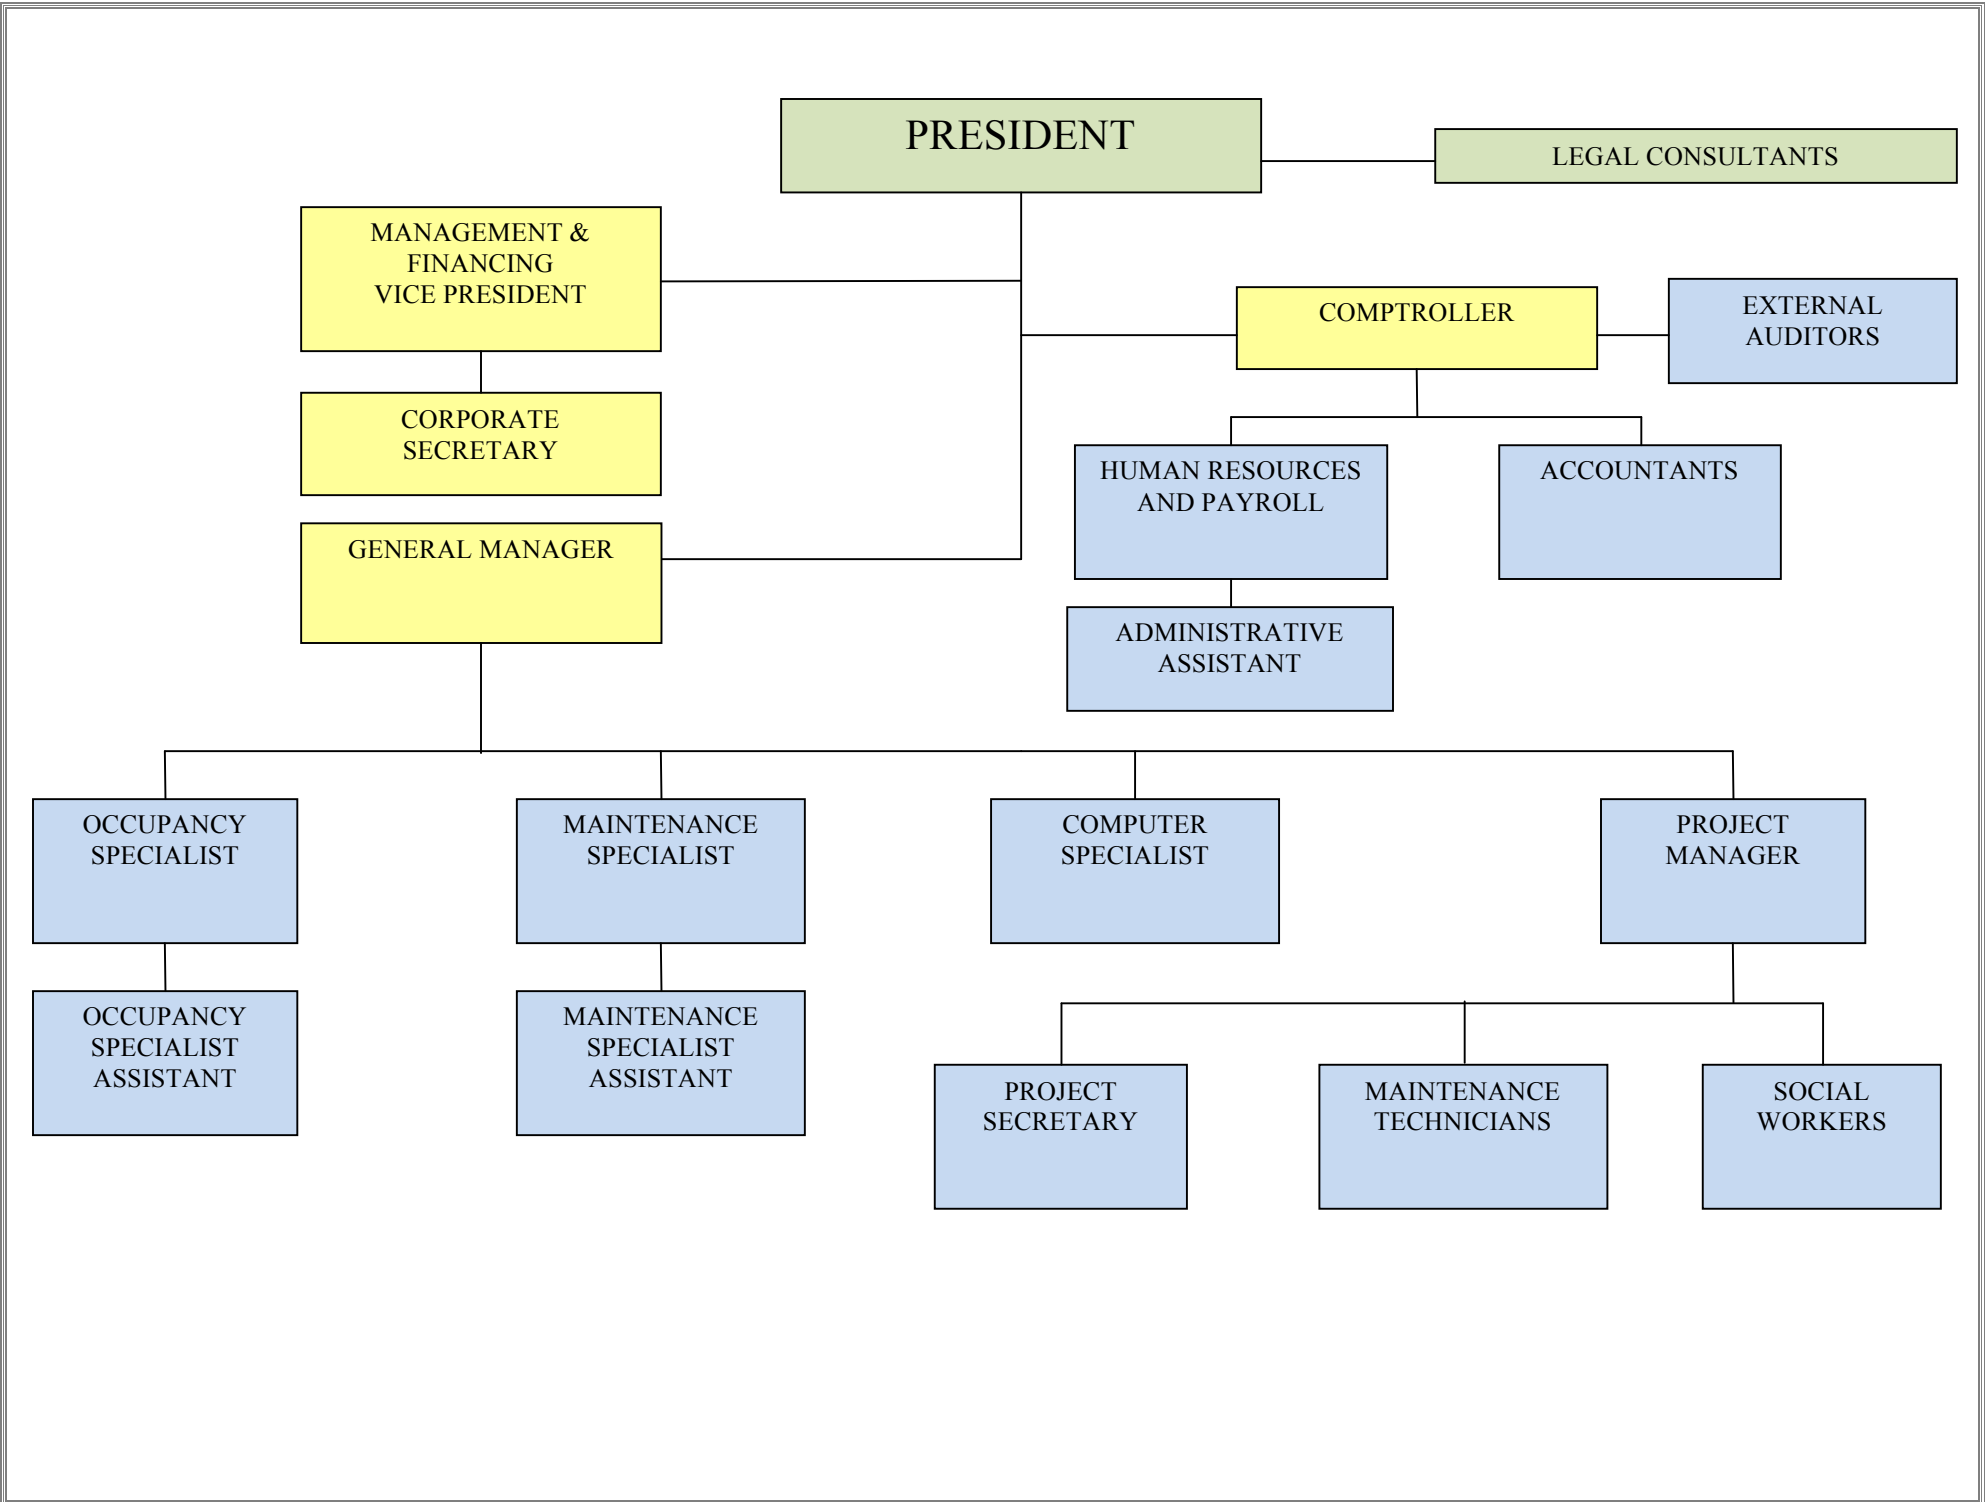 PRESIDENT
LEGAL CONSULTANTS
MANAGEMENT &
FINANCING
VICE PRESIDENT
COMPTROLLER
EXTERNAL
AUDITORS
CORPORATE
SECRETARY
HUMAN RESOURCES
AND PAYROLL
ACCOUNTANTS
GENERAL MANAGER
ADMINISTRATIVE
ASSISTANT
OCCUPANCY
SPECIALIST
MAINTENANCE
SPECIALIST
COMPUTER
SPECIALIST
PROJECT
MANAGER
OCCUPANCY
SPECIALIST
ASSISTANT
MAINTENANCE
SPECIALIST
ASSISTANT
PROJECT
SECRETARY
MAINTENANCE
TECHNICIANS
SOCIAL
WORKERS